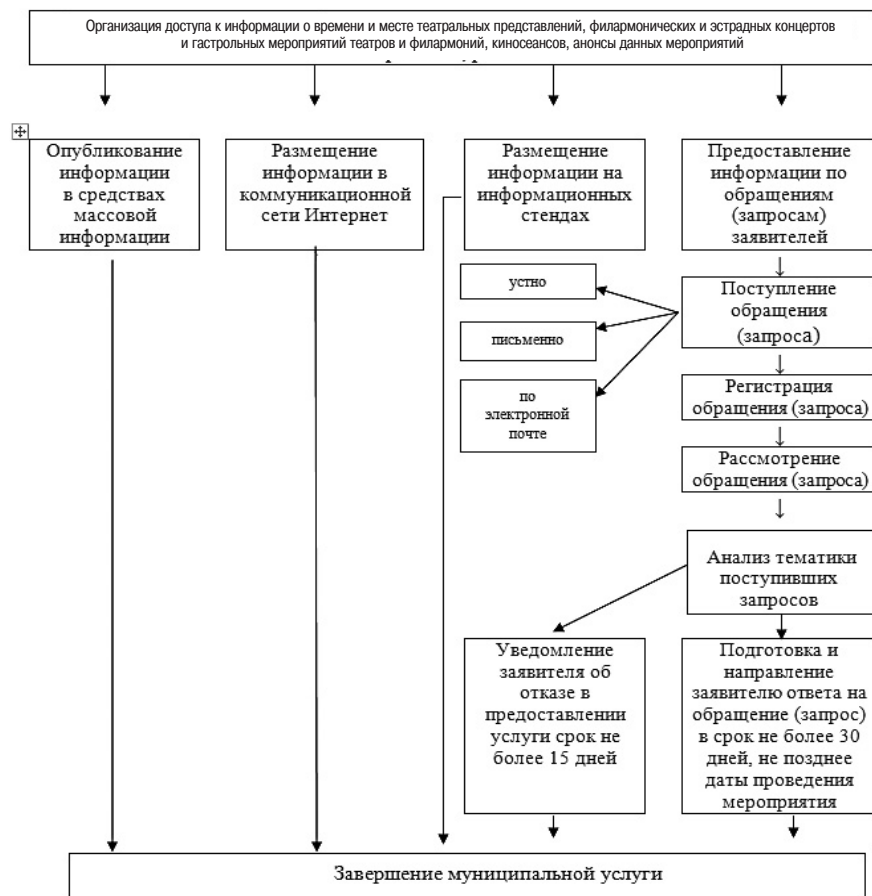 Организация доступа к информации о времени и месте театральных представлений, филармонических и эстрадных концертов
и гастрольных мероприятий театров и филармоний, киносеансов, анонсы данных мероприятий
Опубликование
информации
в средствах
массовой
информации
Размещение
информации в
коммуникационной
сети Интернет
Размещение
информации на
информационных
стендах
Предоставление
информации по
обращениям
(запросам)
заявителей
устно
письменно
по
электронной
почте
Поступление
обращения
(запроса)
Регистрация
обращения (запроса)
Рассмотрение
обращения (запроса)
Анализ тематики
поступивших
запросов
Уведомление
заявителя об
отказе в
предоставлении
услуги срок не
более 15 дней
Подготовка и
направление
заявителю ответа на
обращение (запрос)
в срок не более 30
дней, не позднее
даты проведения
мероприятия
Завершение муниципальной услуги